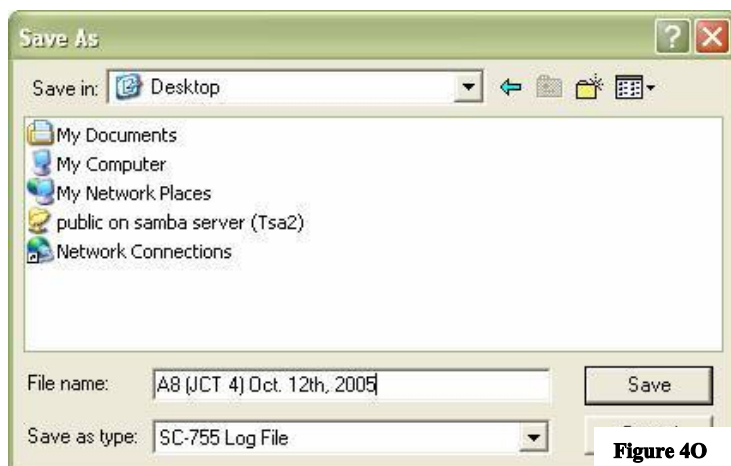 Save As
Save in: Desktop
My Documents
My Computer
My Network Places
public on samba server (Tsa2)
Network Connections
File name: A8 (JCT 4) Oct. 12th, 2005 Save
Save as type: SC-755 Log File
Figure 4O